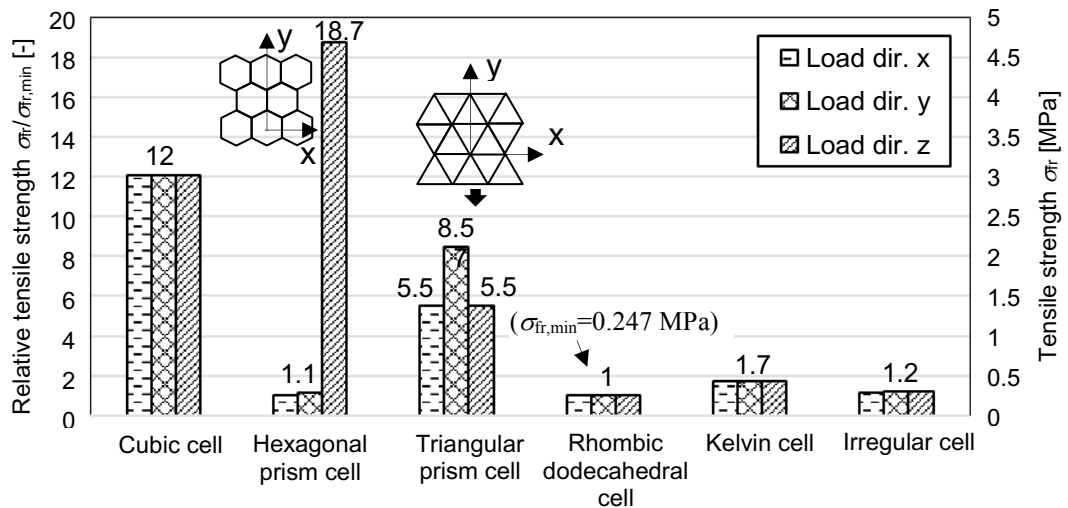 Relative tensile strength σfr/σfr,min [-]
20
18
16
14
12
10
8
6
4
2
0
5
4.5
4
3.5
3
2.5
2
1.5
1
0.5
0
Tensile strength σfr [MPa]
Load dir. x
Load dir. y
Load dir. z
y
x
y
x
12
1.1
18.7
5.5
8.5
7
5.5
(σfr,min=0.247 MPa)
1
1.7
1.2
Cubic cell
Hexagonal
prism cell
Triangular
prism cell
Rhombic
dodecahedral
cell
Kelvin cell
Irregular cell